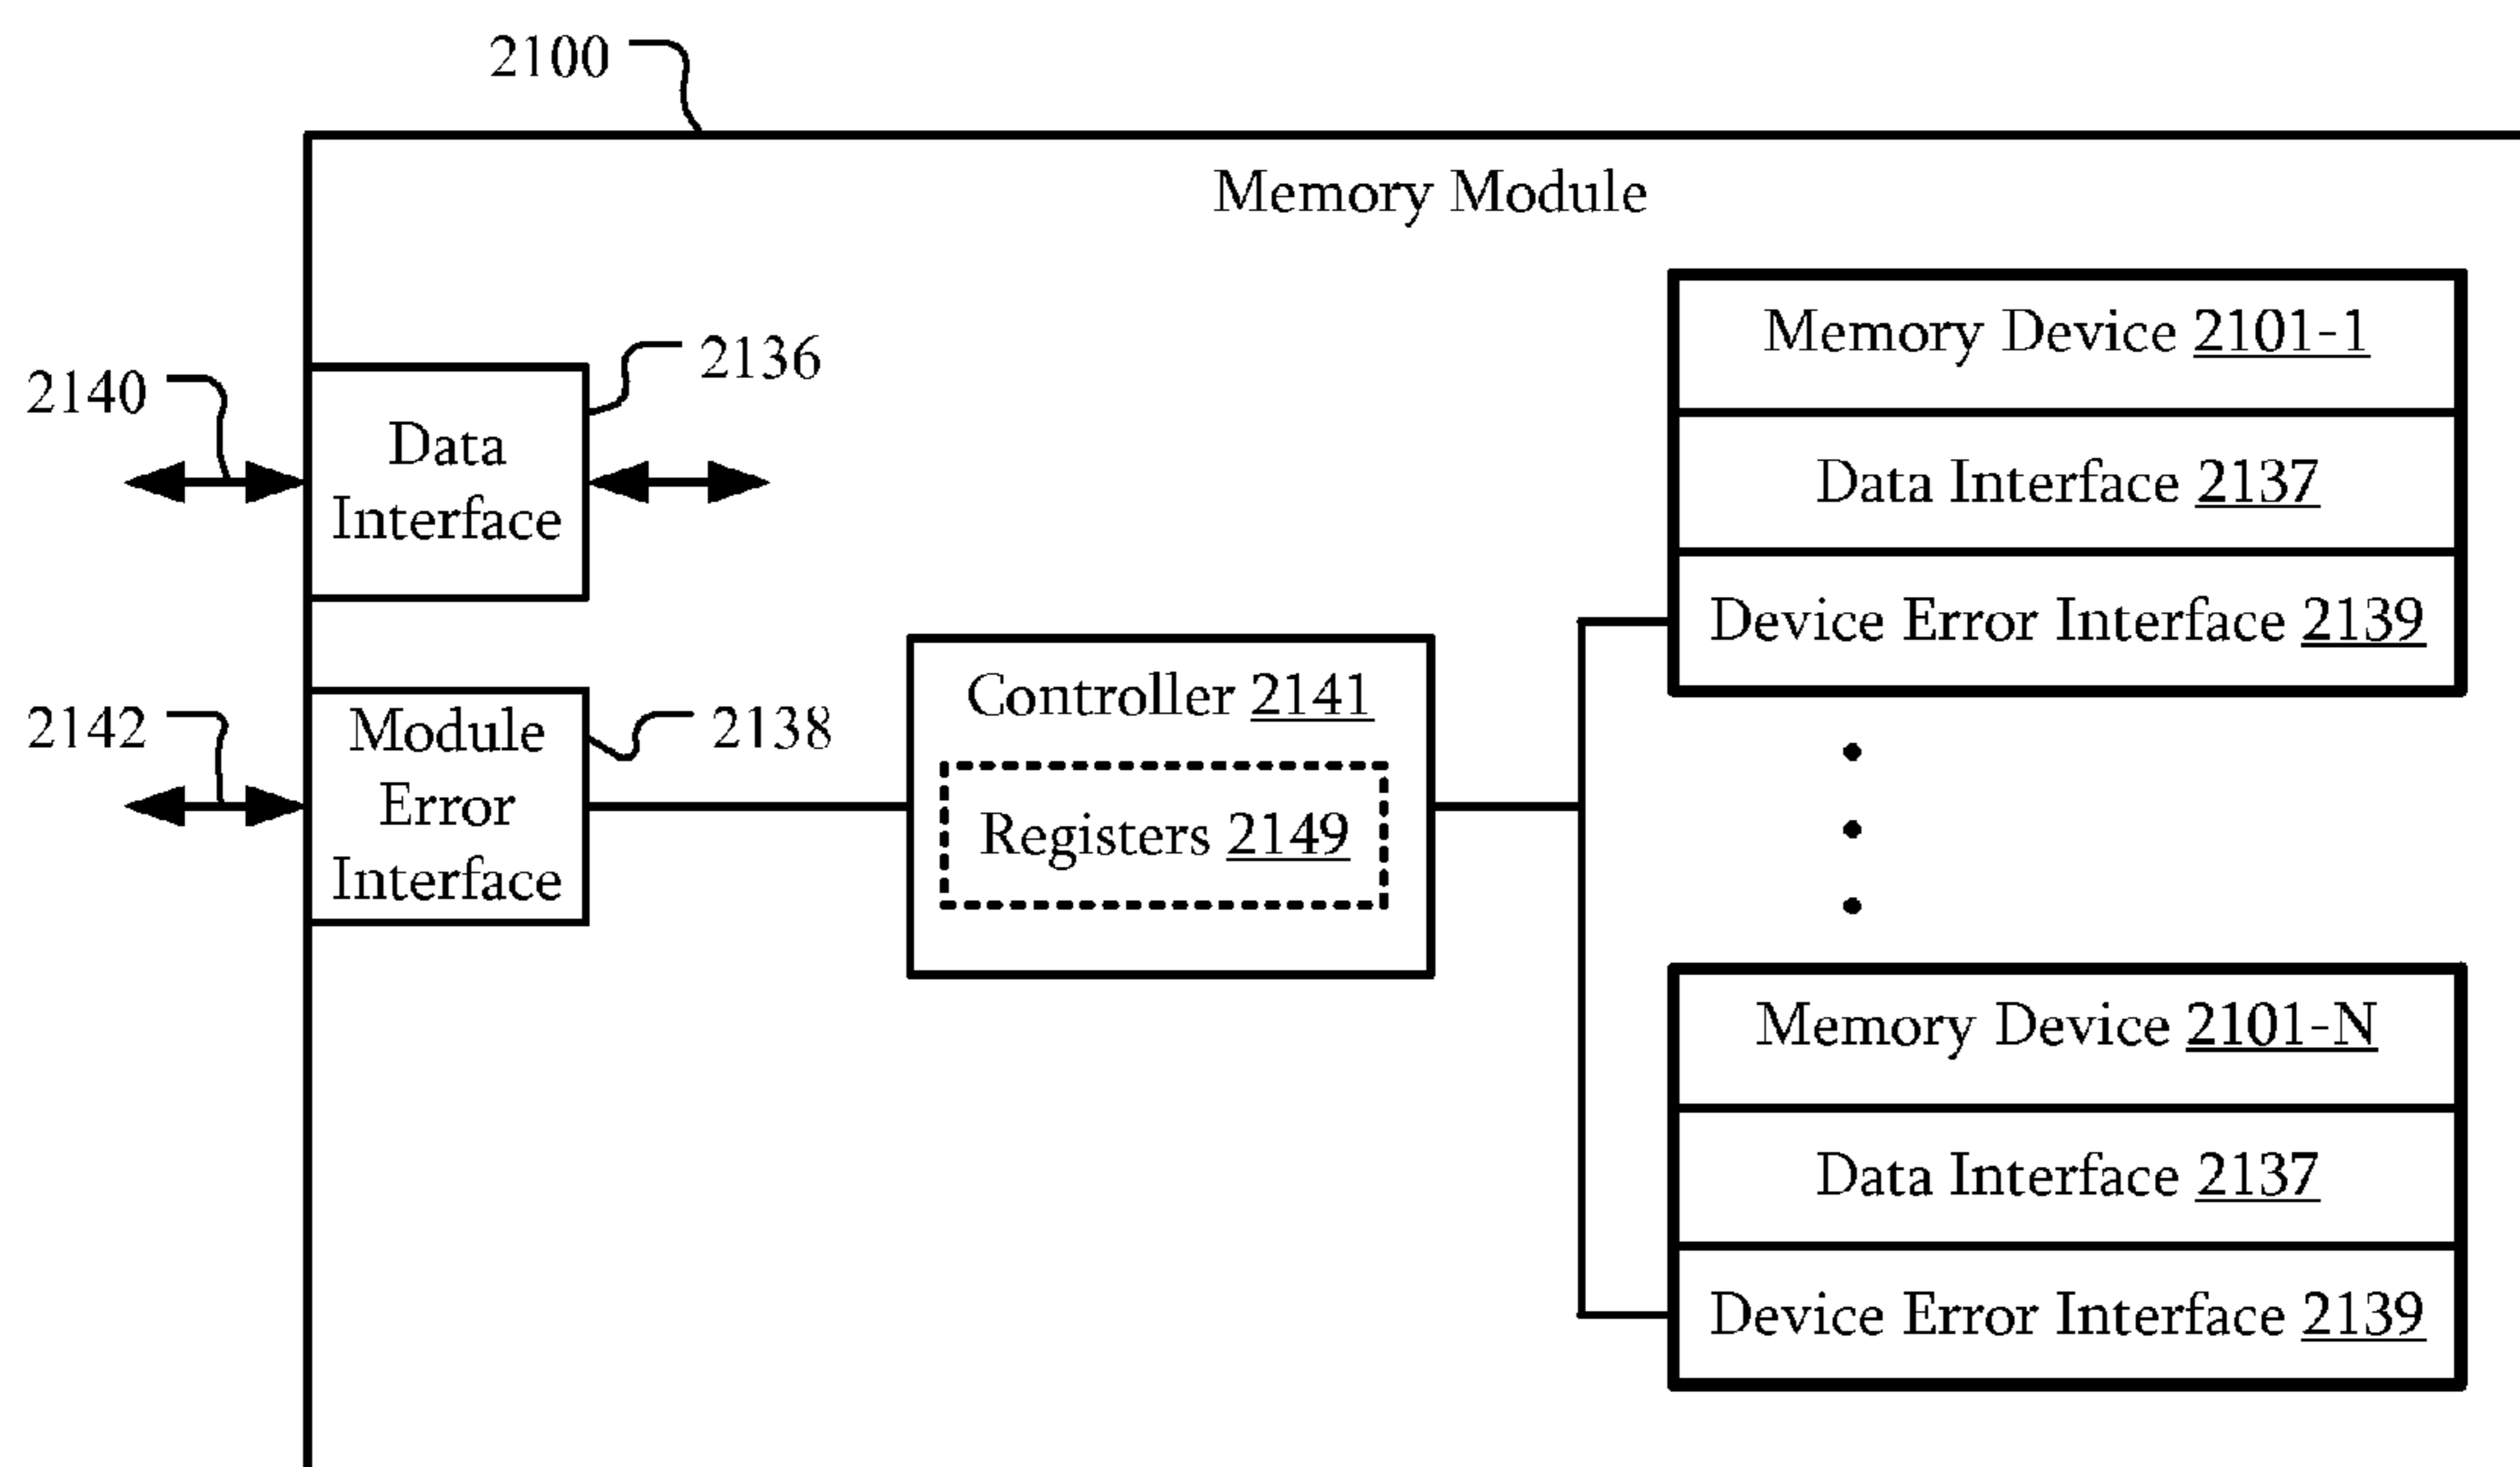 2100
Memory Module
2140
2136
Data
Interface
Memory Device 2101-1
Data Interface 2137
Device Error Interface 2139
2142
2138
Module
Error
Interface
Controller 2141
Registers 2149
Memory Device 2101-N
Data Interface 2137
Device Error Interface 2139